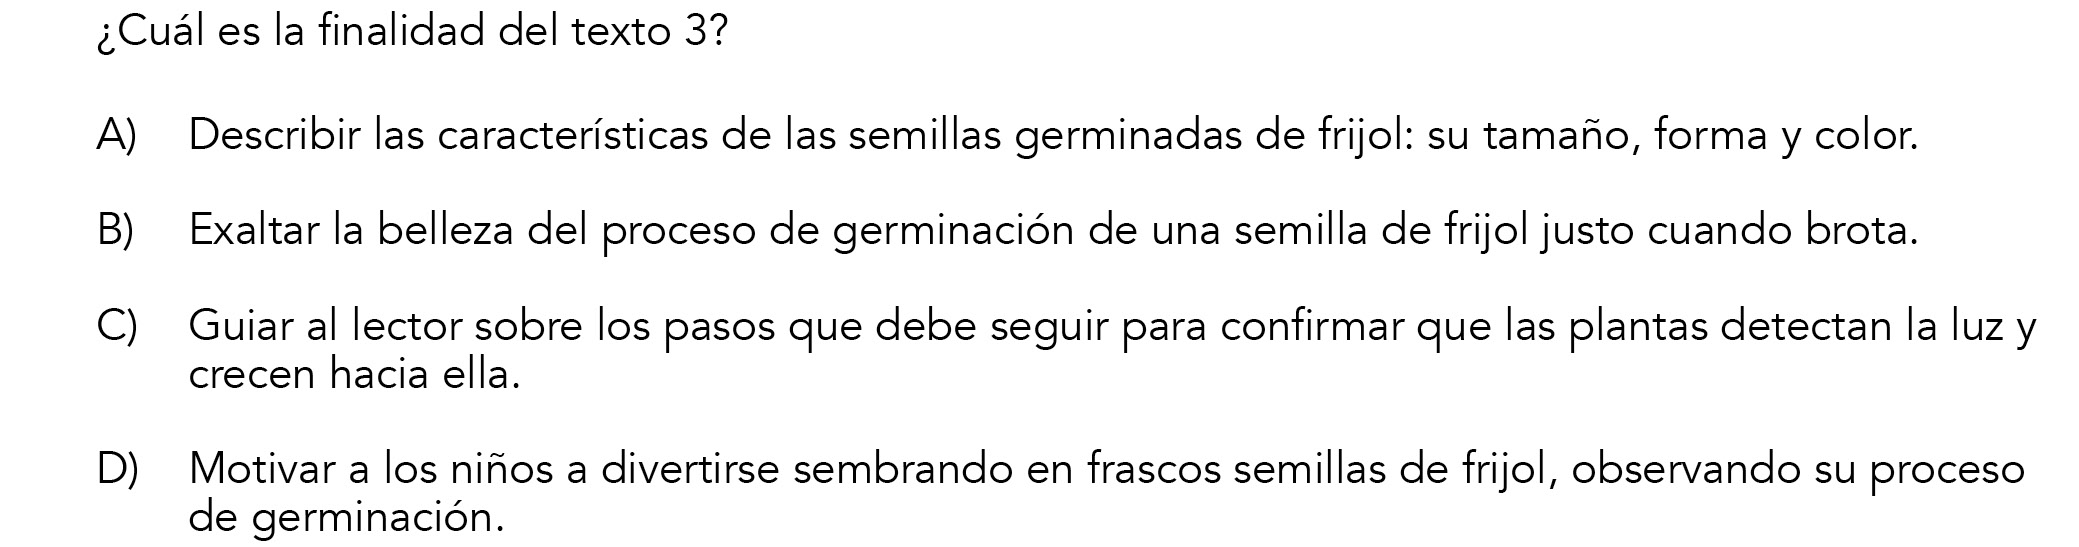 ¿Cuál es la finalidad del texto 3?
A) Describir las características de las semillas germinadas de frijol: su tamaño, forma y color.
B) Exaltar la belleza del proceso de germinación de una semilla de frijol justo cuando brota.
C) Guiar al lector sobre los pasos que debe seguir para confirmar que las plantas detectan la luz y
crecen hacia ella.
D) Motivar a los niños a divertirse sembrando en frascos semillas de frijol, observando su proceso
de germinación.